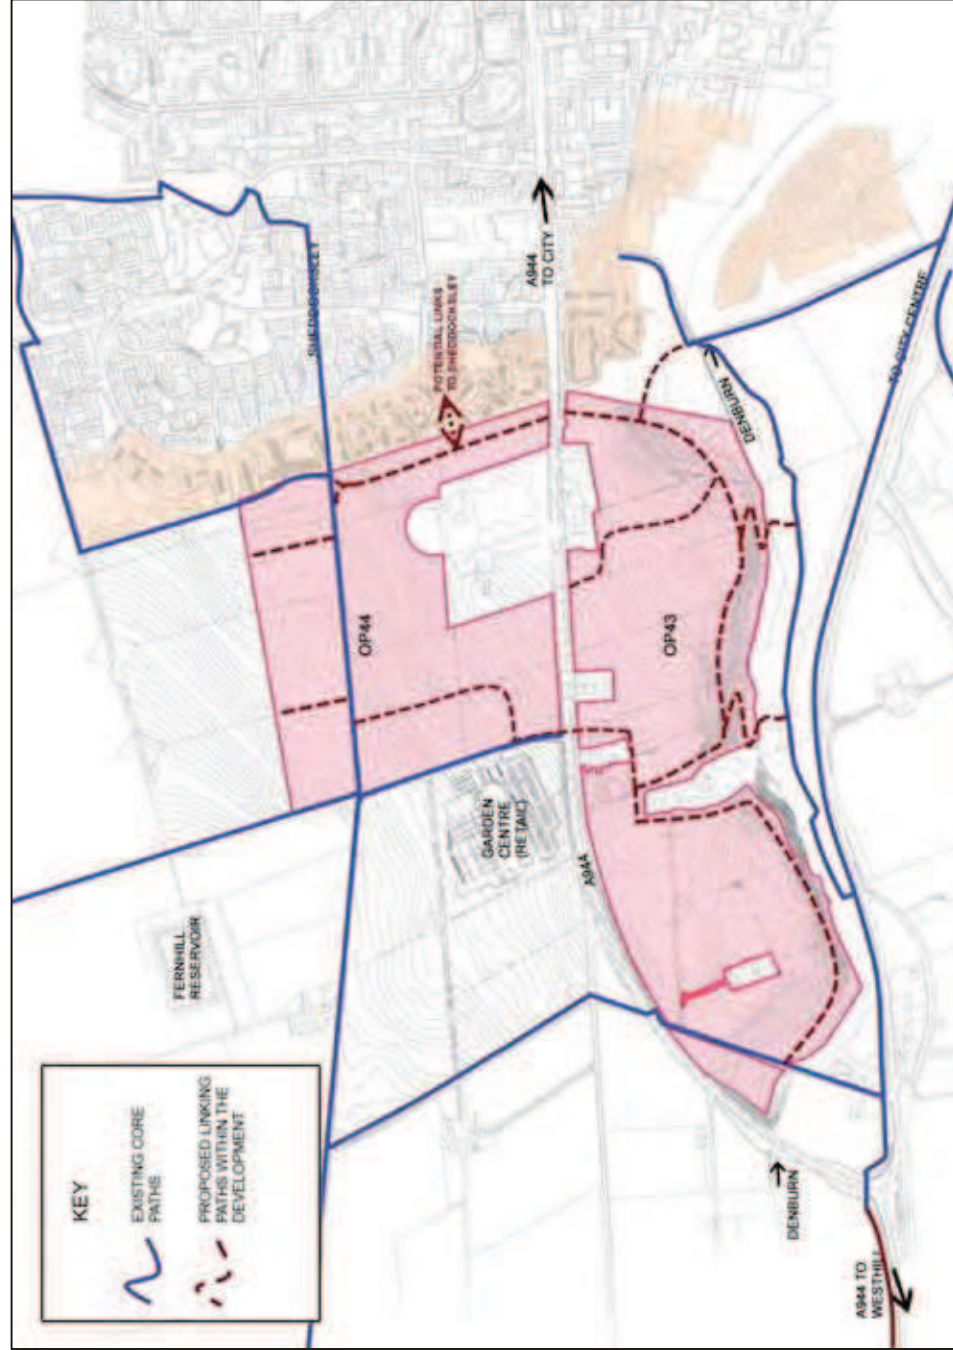 KEY
EXISTING CORE
PATHS
PROPOSED LINKING
PATHS WITHIN THE
DEVELOPMENT
FERNHILL
RESERVOIR
SHEDDOCKSLEY
POTENTIAL LINKS
TO SHEDDOCKSLEY
A944
TO CITY
OP44
GARDEN
CENTRE
(RETAIC)
A944
OP43
DENBURN
TO CITY CENTRE
DENBURN
A944 TO
WESTHILL